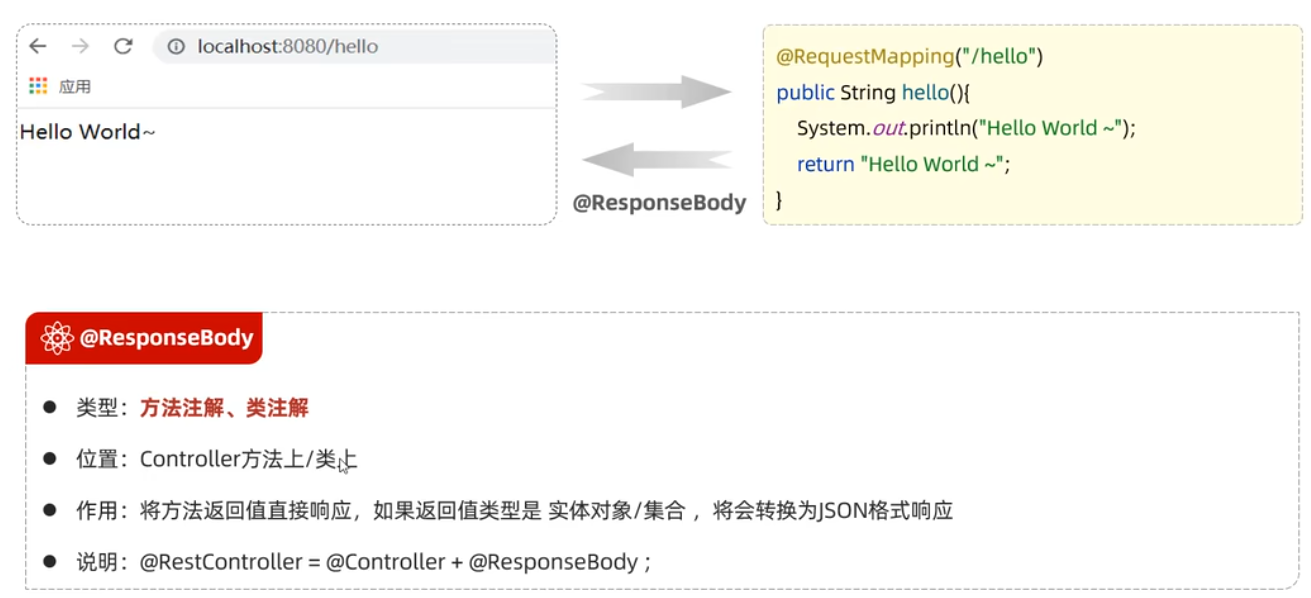 localhost:8080/hello
应用
Hello World~
@ResponseBody
@RequestMapping("/hello")
public String hello(){
System.out.println("Hello World ~");
return "Hello World ~";
}
@ResponseBody
● 类型：方法注解、类注解
● 位置：Controller方法上/类上
● 作用：将方法返回值直接响应，如果返回值类型是 实体对象/集合 ，将会转换为JSON格式响应
● 说明：@RestController = @Controller + @ResponseBody ;